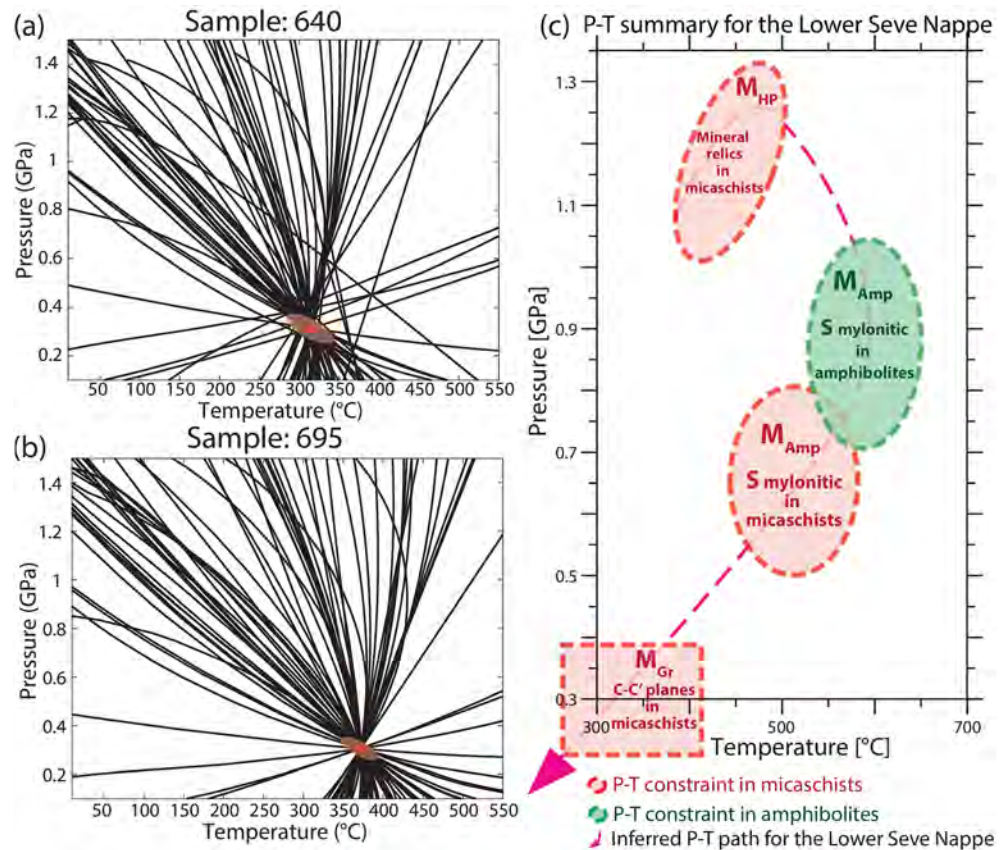 (a)
Sample: 640
1.4
1.2
1
0.8
0.6
0.4
0.2
Pressure (GPa)
50 100 150 200 250 300 350 400 450 500 550
Temperature (°C)
(b)
Sample: 695
1.4
1.2
1
0.8
0.6
0.4
0.2
Pressure (GPa)
50 100 150 200 250 300 350 400 450 500 550
Temperature (°C)
(c) P-T summary for the Lower Seve Nappe
1.3
1.1
0.9
0.7
0.5
0.3
Pressure [GPa]
MHP
Mineral
relics
in
micaschists
MAmp
S mylonitic
in
amphibolites
MAmp
S mylonitic
in
micaschists
MGr
C-C' planes
in
micaschists
300 500 700
Temperature [°C]
P-T constraint in micaschists
P-T constraint in amphibolites
Inferred P-T path for the Lower Seve Nappe